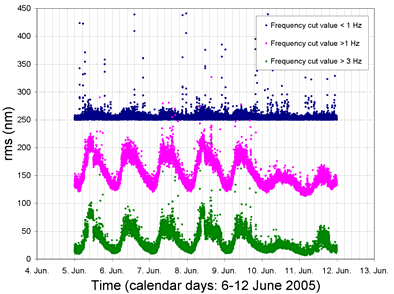 450
400
350
300
250
200
150
100
50
0
rms (nm)
Frequency cut value < 1 Hz
Frequency cut value >1 Hz
Frequency cut value > 3 Hz
4. Jun. 5. Jun. 6. Jun. 7. Jun. 8. Jun. 9. Jun. 10. Jun. 11. Jun. 12. Jun. 13. Jun.
Time (calendar days: 6-12 June 2005)